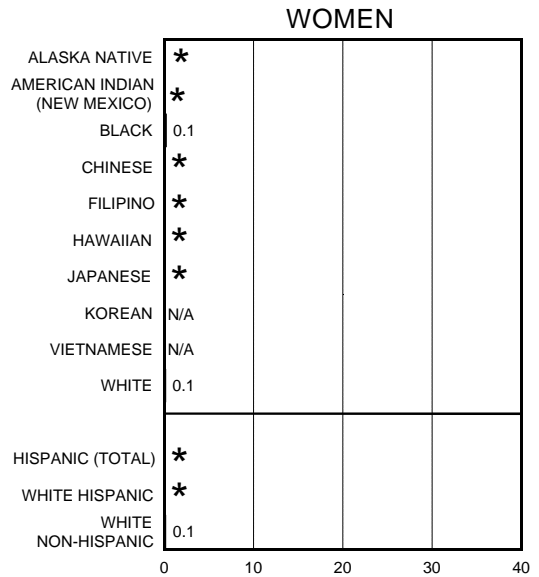 WOMEN
ALASKA NATIVE *
AMERICAN INDIAN
(NEW MEXICO) *
BLACK 0.1
CHINESE *
FILIPINO *
HAWAIIAN *
JAPANESE *
KOREAN N/A
VIETNAMESE N/A
WHITE 0.1
HISPANIC (TOTAL) *
WHITE HISPANIC *
WHITE
NON-HISPANIC 0.1
0 10 20 30 40